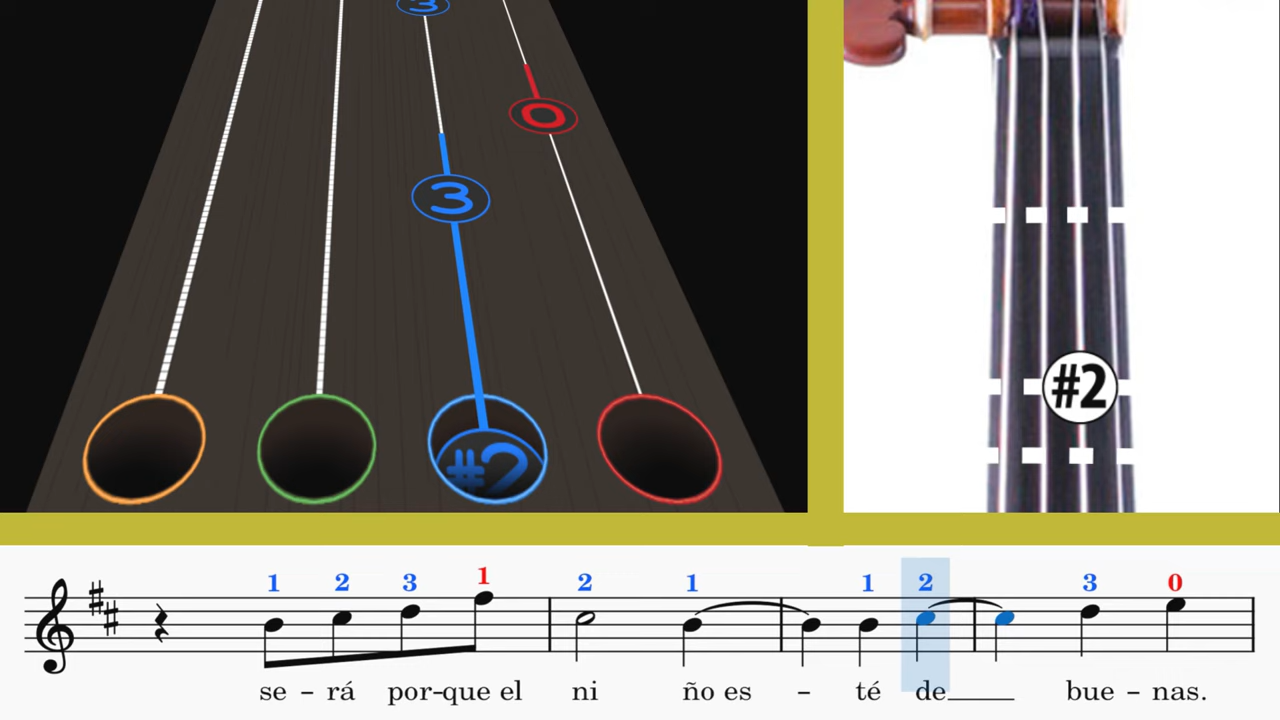 3
0
3
#2
#2
1 2 3 1 2 1 1 2 3 0
se – rá por-que el ni ño es – té de___ bue – nas.